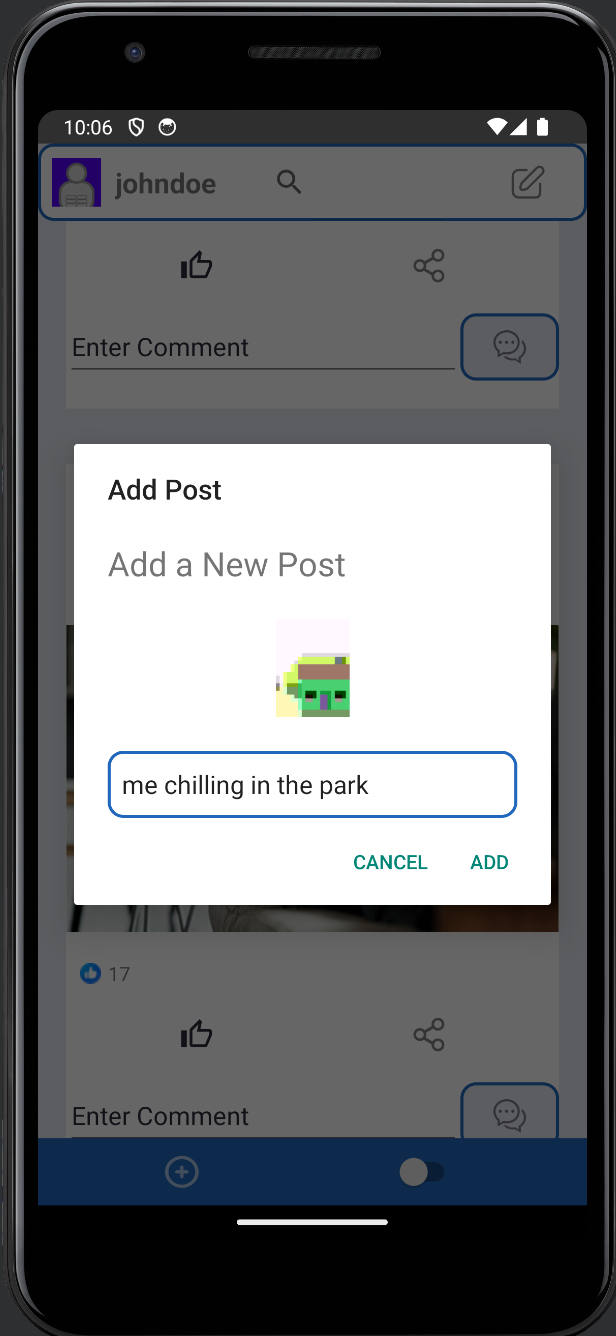 10:06
johndoe
Enter Comment
Add Post
Add a New Post
me chilling in the park
CANCEL ADD
17
Enter Comment